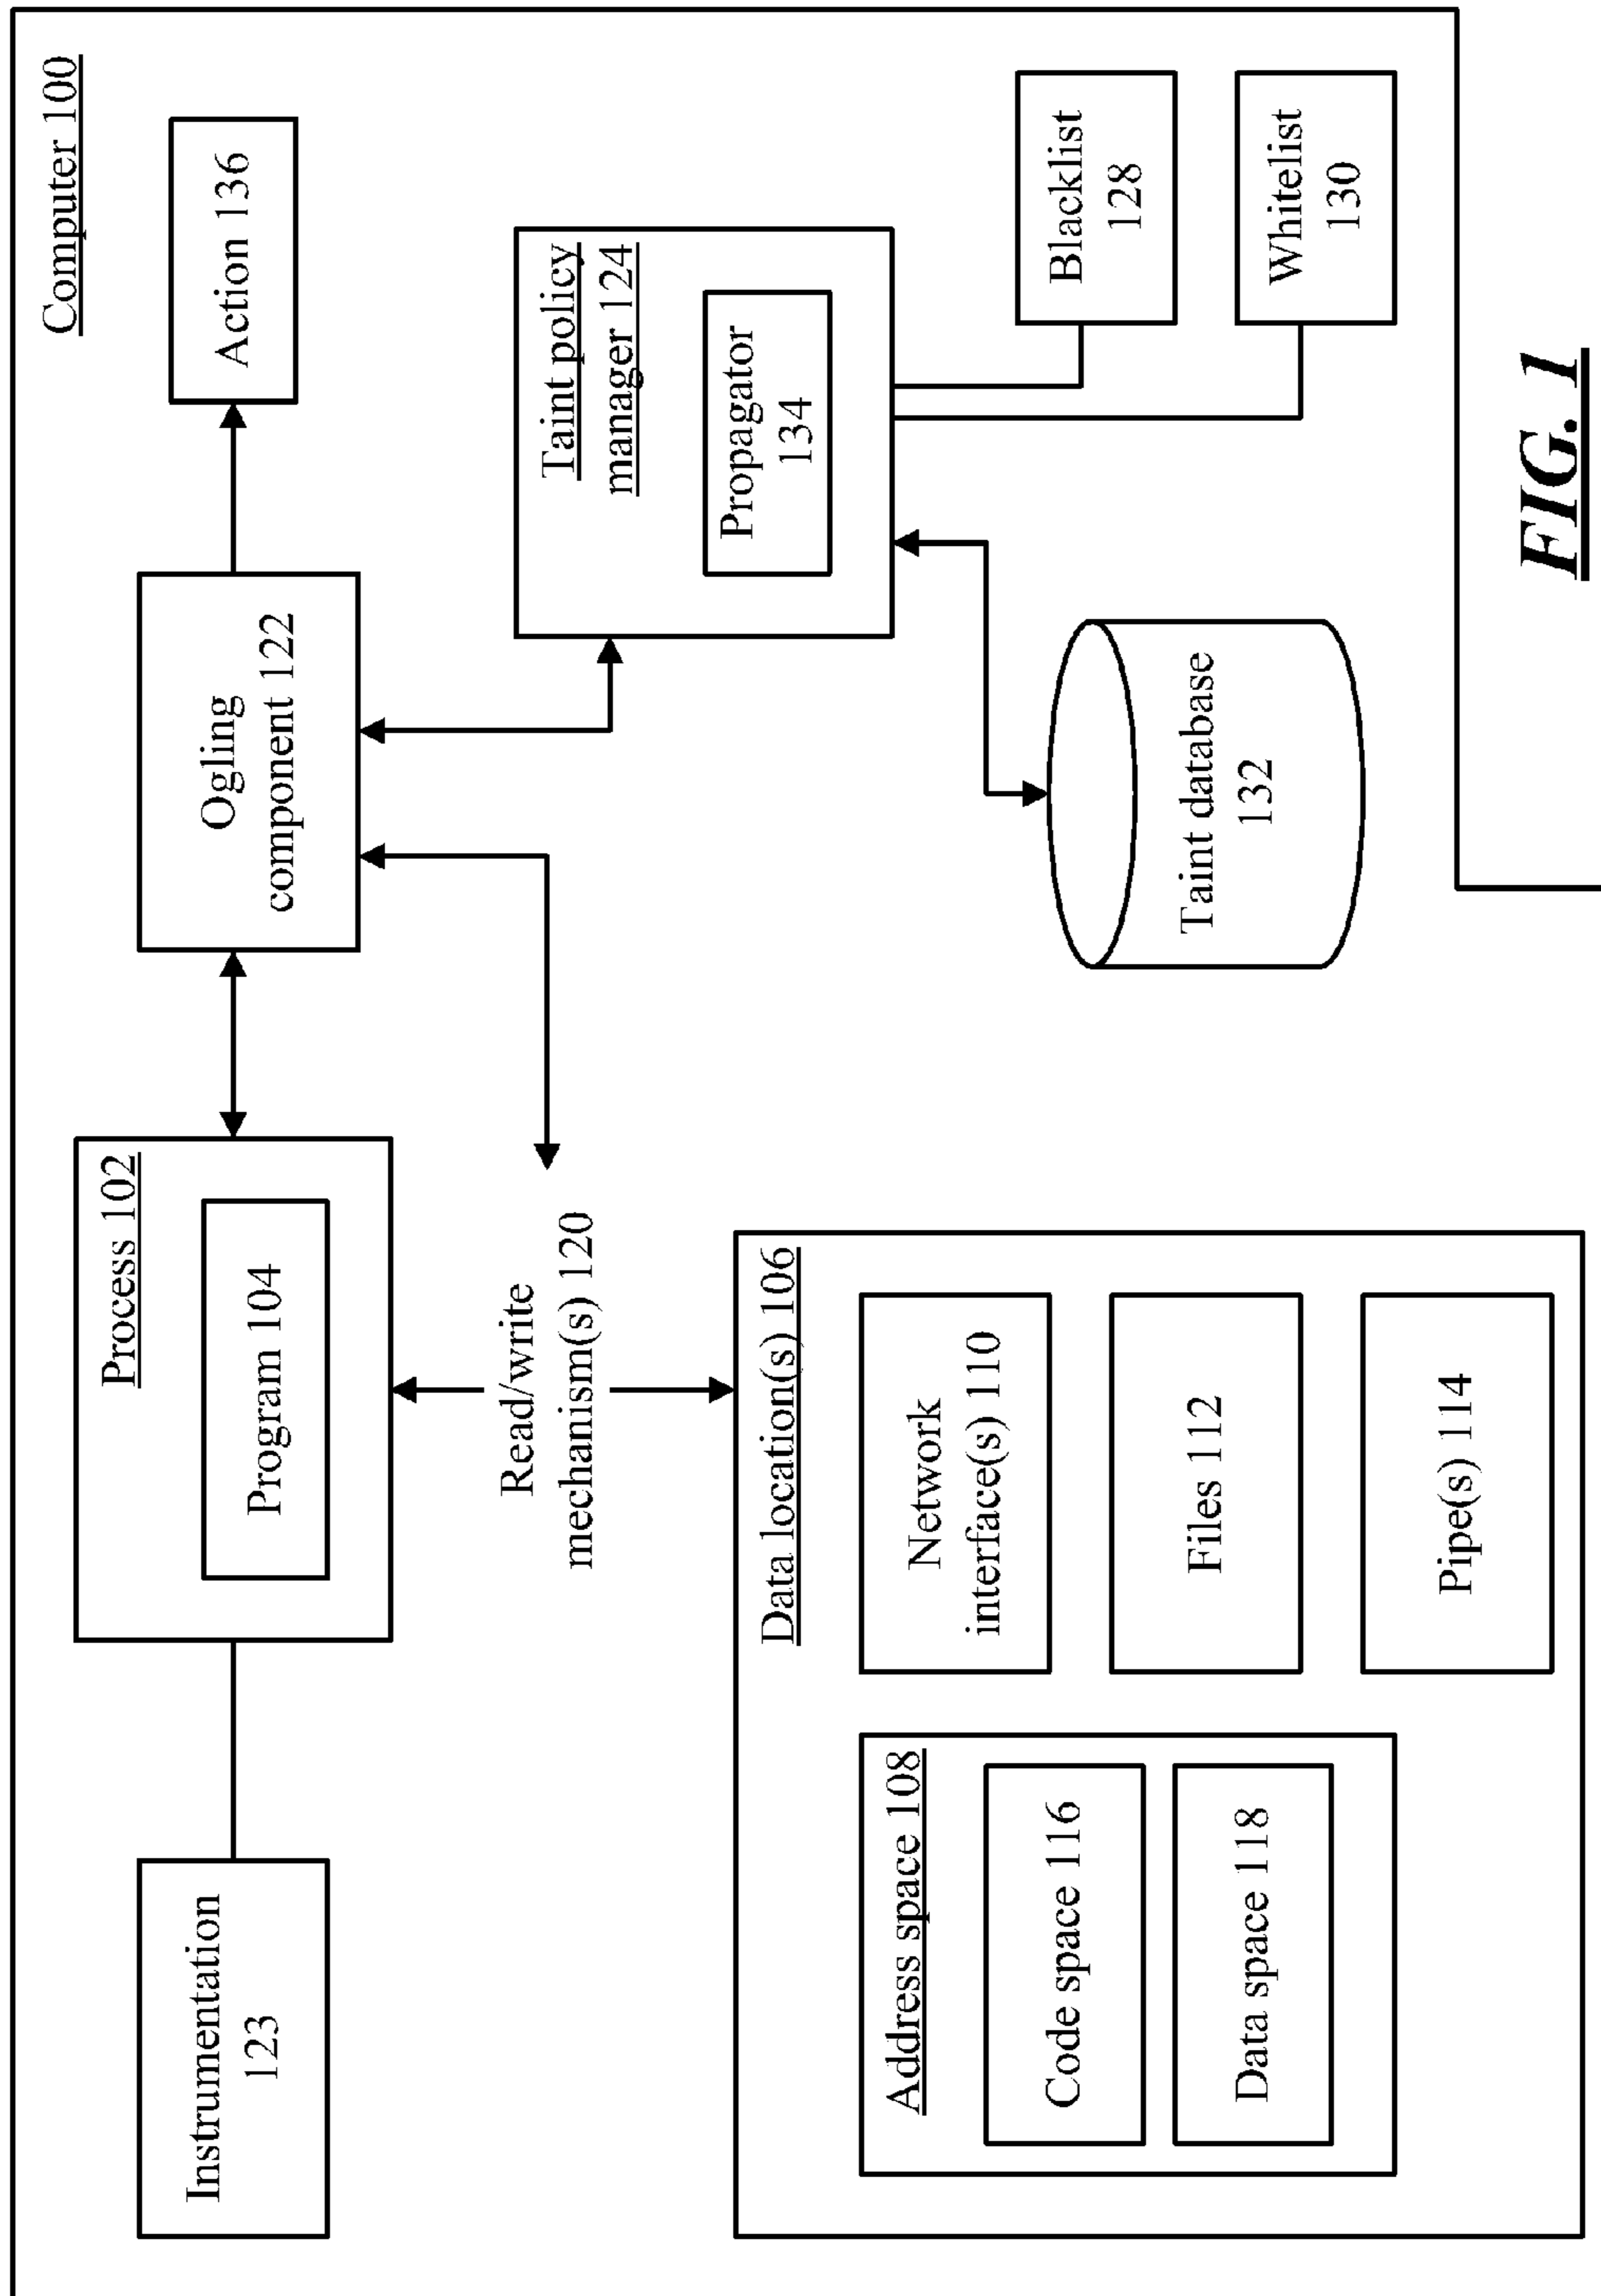 Computer 100
Instrumentation
123
Process 102
Program 104
Ogling
component 122
Action 136
Read/write
mechanism(s) 120
Taint policy
manager 124
Propagator
134
Data location(s) 106
Address space 108
Code space 116
Data space 118
Network
interface(s) 110
Files 112
Pipe(s) 114
Taint database
132
Blacklist
128
Whitelist
130
FIG. 1